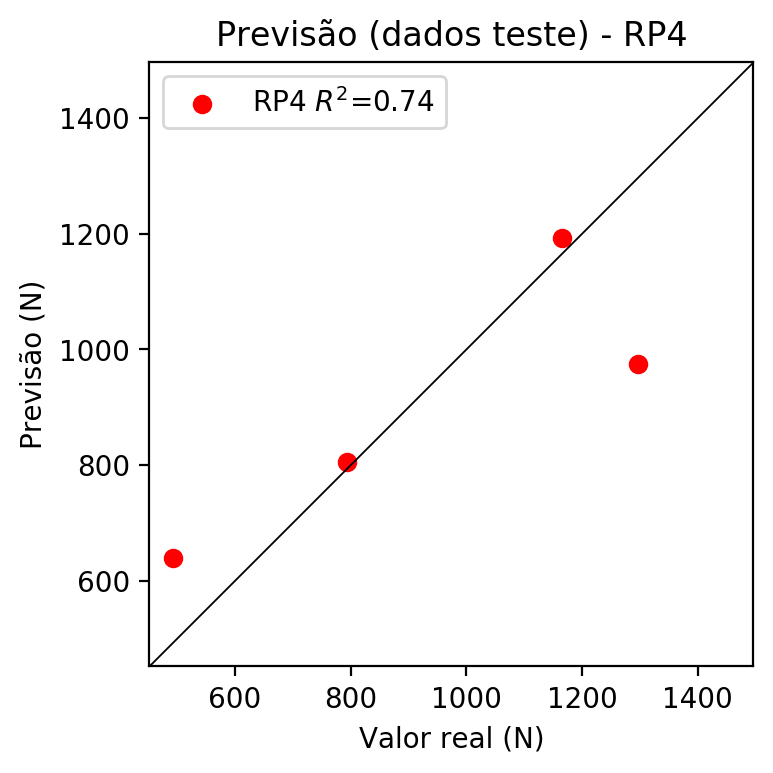 Previsão (dados teste) - RP4
RP4 R²=0.74
1400
1200
1000
800
600
Previsão (N)
600 800 1000 1200 1400
Valor real (N)